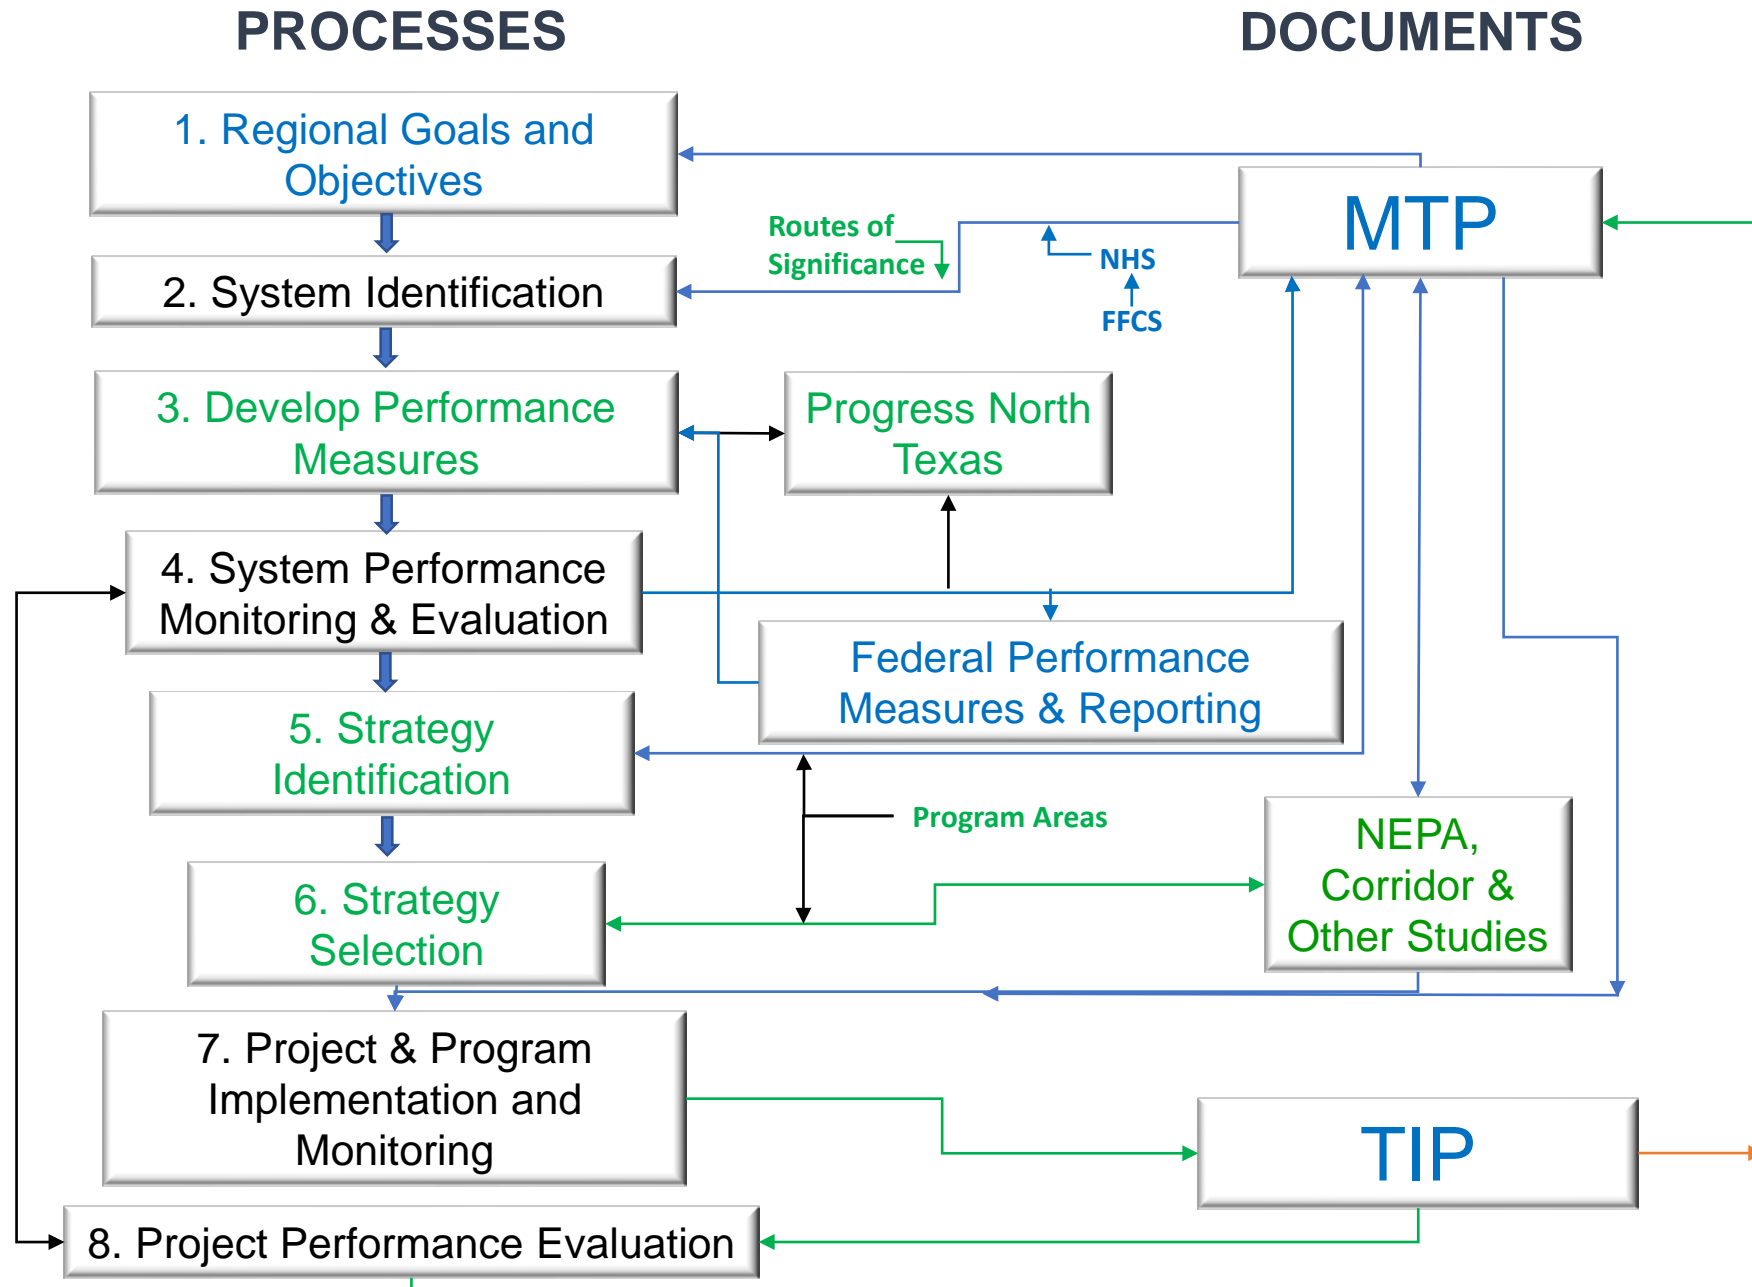 PROCESSES
DOCUMENTS
1. Regional Goals and
Objectives
MTP
Routes of
Significance
NHS
FFCS
2. System Identification
3. Develop Performance
Measures
Progress North
Texas
4. System Performance
Monitoring & Evaluation
Federal Performance
Measures & Reporting
5. Strategy
Identification
Program Areas
NEPA,
Corridor &
Other Studies
6. Strategy
Selection
7. Project & Program
Implementation and
Monitoring
TIP
8. Project Performance Evaluation